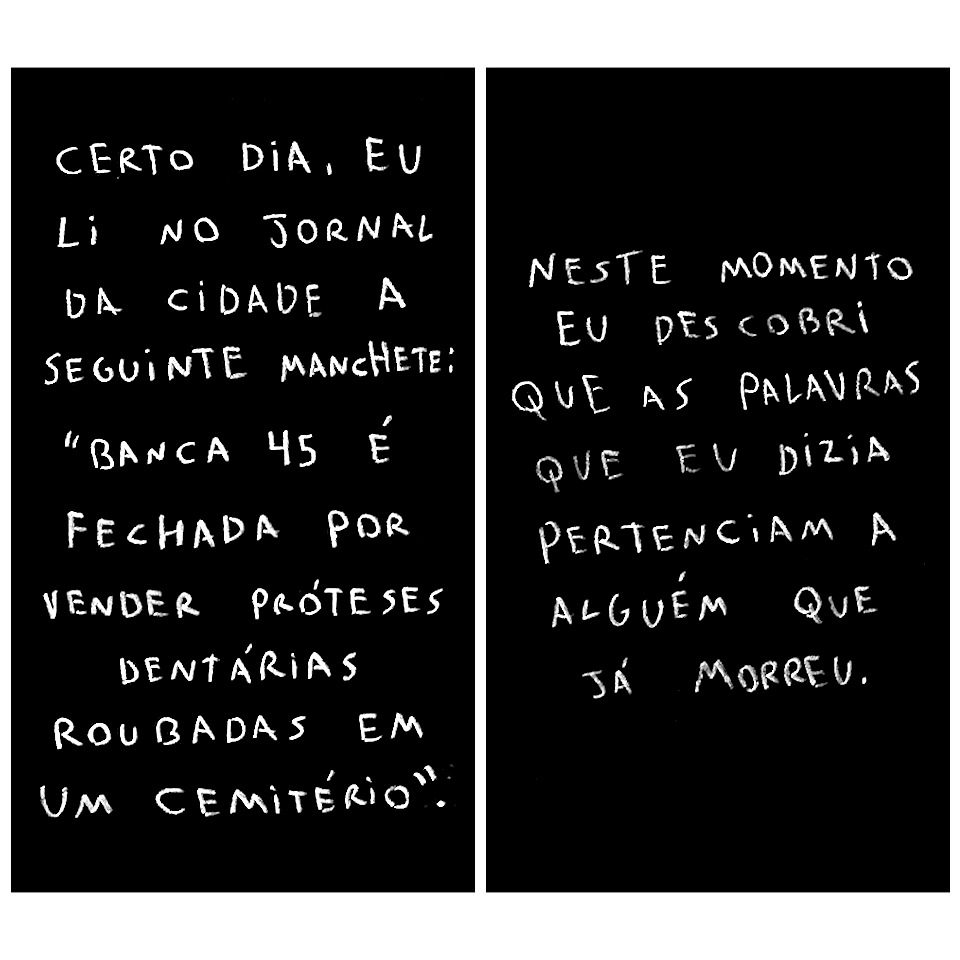 CERTO DiA, EU
Li NO JORNAL
DA CiDADE A
SEGUiNTE MANCHETE:
"BANCA 45 É
FECHADA POR
VENDER PRÓTESES
DENTÁRiAS
ROUBADAS EM
UM CEMiTÉRiO".
NESTE MOMENTO
EU DESCOBRi
QUE AS PALAVRAS
QUE EU DiZiA
PERTENCiAM A
ALGUÉM QUE
JÁ MORREU.